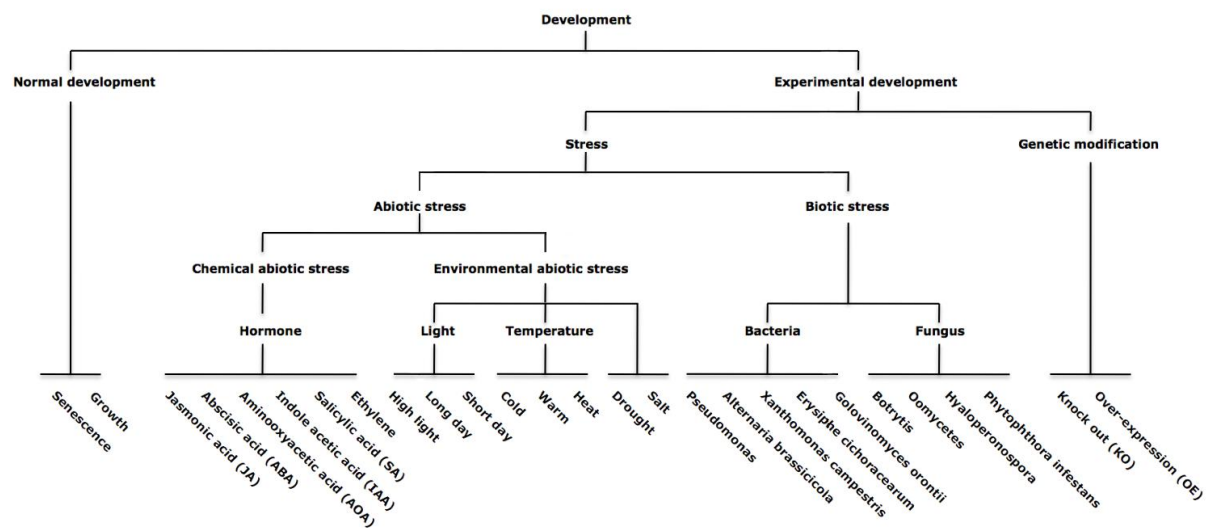 Development
Normal development
Experimental development
Stress
Genetic modification
Abiotic stress
Biotic stress
Chemical abiotic stress
Environmental abiotic stress
Hormone
Light
Temperature
Bacteria
Fungus
Senescence
Growth
Jasmonic acid (JA)
Abscisic acid (ABA)
Aminooxyacetic acid (AOA)
Indole acetic acid (IAA)
Salicylic acid (SA)
Ethylene
High light
Long day
Short day
Cold
Warm
Heat
Drought
Salt
Pseudomonas
Alternaria brassicicola
Xanthomonas campestris
Erysiphe cichoracearum
Golovinomyces orontii
Botrytis
Oomycetes
Hyaloperonospora
Phytophthora infestans
Knock out (KO)
Over-expression (OE)